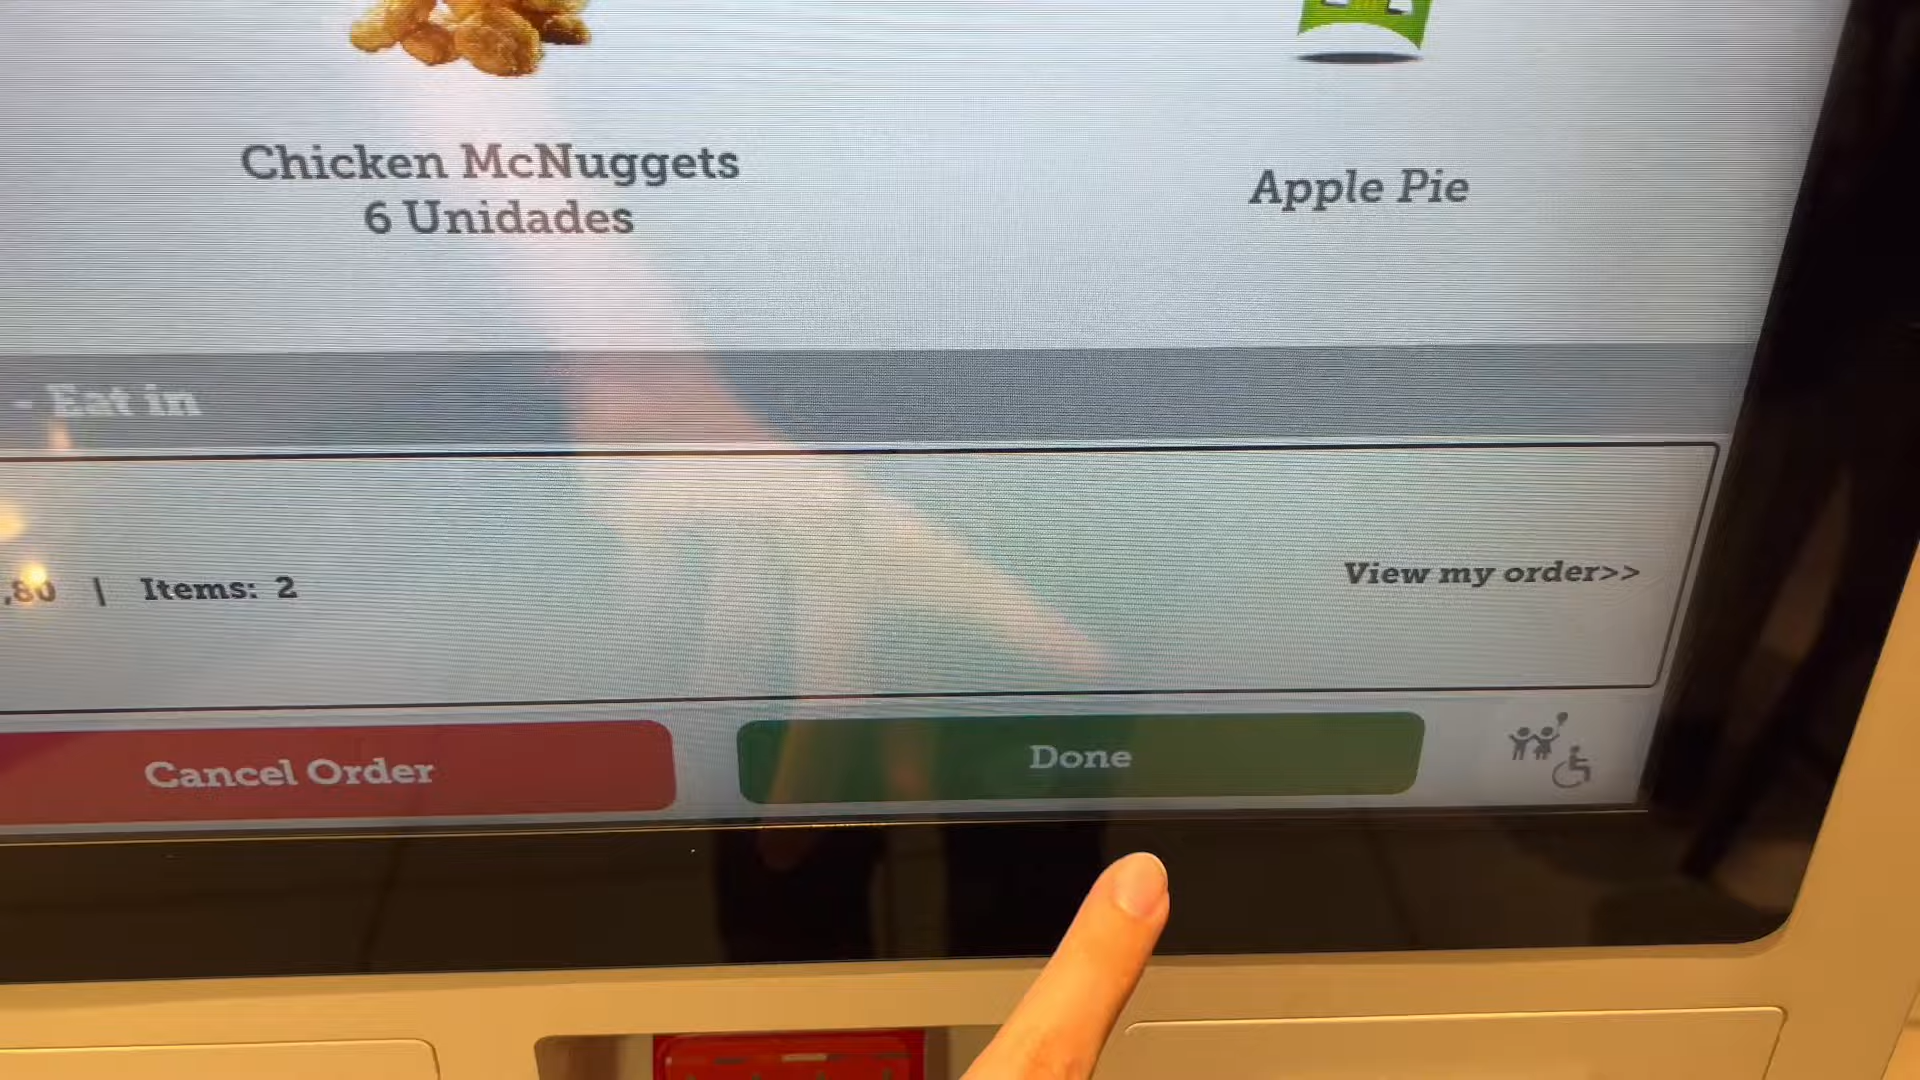 Chicken McNuggets
6 Unidades
Apple Pie
- Eat in
,80 | Items: 2
View my order>>
Cancel Order
Done